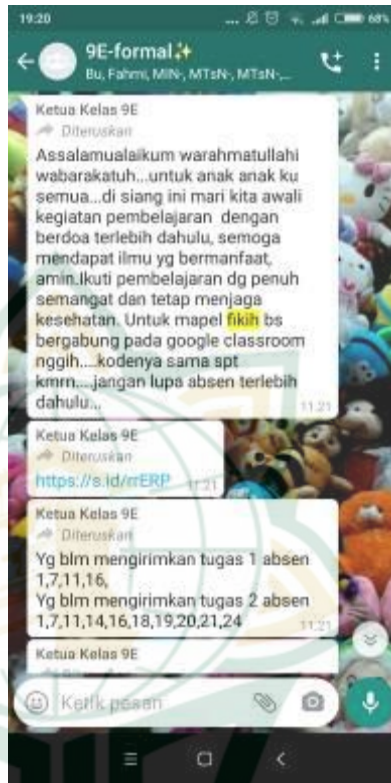 19:20
68%
9E-formal✨
Bu, Fahmi, MIN-, MTsN-, MTsN-,...
Ketua Kelas 9E
Diteruskan
Assalamualaikum warahmatullahi
wabarakatuh...untuk anak anak ku
semua...di siang ini mari kita awali
kegiatan pembelajaran dengan
berdoa terlebih dahulu, semoga
mendapat ilmu yg bermanfaat,
amin.Ikuti pembelajaran dg penuh
semangat dan tetap menjaga
kesehatan. Untuk mapel fikih bs
bergabung pada google classroom
nggih....kodenya sama spt
kmrn....jangan lupa absen terlebih
dahulu...
11.21
Ketua Kelas 9E
Diteruskan
https://s.id/rrERP 11.21
Ketua Kelas 9E
Diteruskan
Yg blm mengirimkan tugas 1 absen
1,7,11,16,
Yg blm mengirimkan tugas 2 absen
1,7,11,14,16,18,19,20,21,24
11.21
Ketua Kelas 9E
Ketik pesan